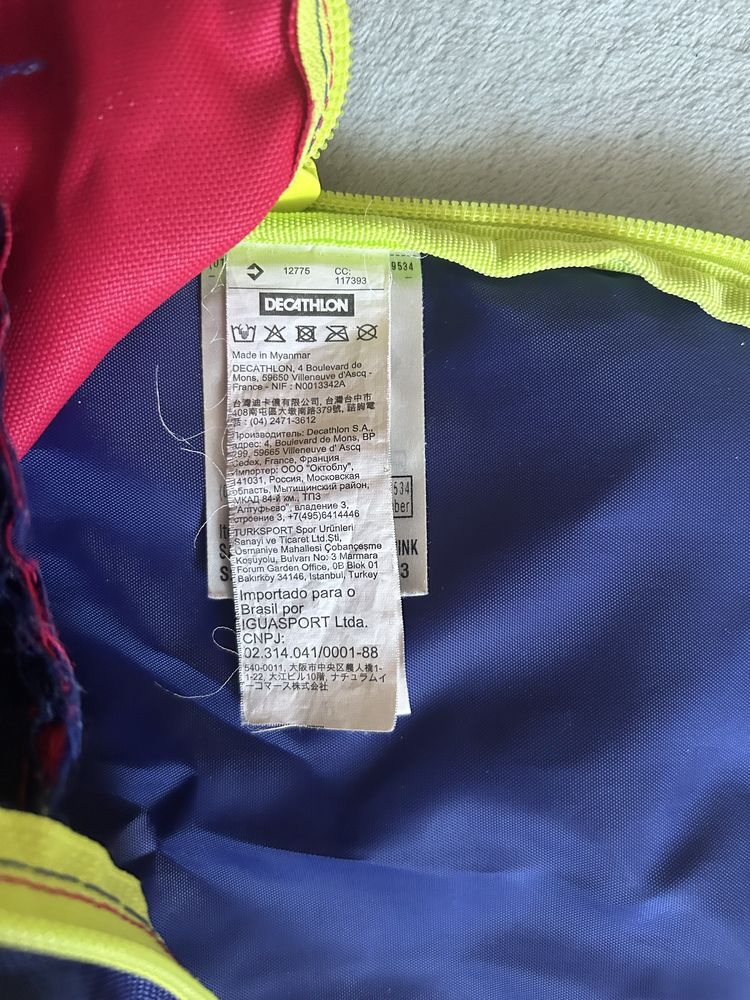 12775 CC:
117393
9534
DECATHLON
Made in Myanmar
DECATHLON, 4 Boulevard de
Mons, 59650 Villeneuve d'Ascq -
France - NIF : N0013342A
台灣迪卡儂有限公司, 台灣台中市
408南屯區大墩南路379號, 諮詢電
話 : (04) 2471-3612
Производитель: Decathlon S.A.,
адрес: 4, Boulevard de Mons, BP
299, 59665 Villeneuve d' Ascq
Cedex, France, Франция
Импортер: ООО "Октоблу",
141031, Россия, Московская
область, Мытищинский район,
МКАД 84-й км., ТПЗ
"Алтуфьево", владение 3,
строение 3, +7(495)6414446
TURKSPORT Spor Ürünleri
Sanayi ve Ticaret Ltd.Şti,
Osmaniye Mahallesi Çobançeşme
Koşuyolu, Bulvarı No: 3 Marmara
Forum Garden Office, 0B Blok 01
Bakırköy 34146, Istanbul, Turkey
Importado para o
Brasil por
IGUASPORT Ltda.
CNPJ:
02.314.041/0001-88
540-0011, 大阪市中央区農人橋1-
1-22, 大江ビル10階, ナチュラムイ
ーコマース株式会社
534
ber
INK
3